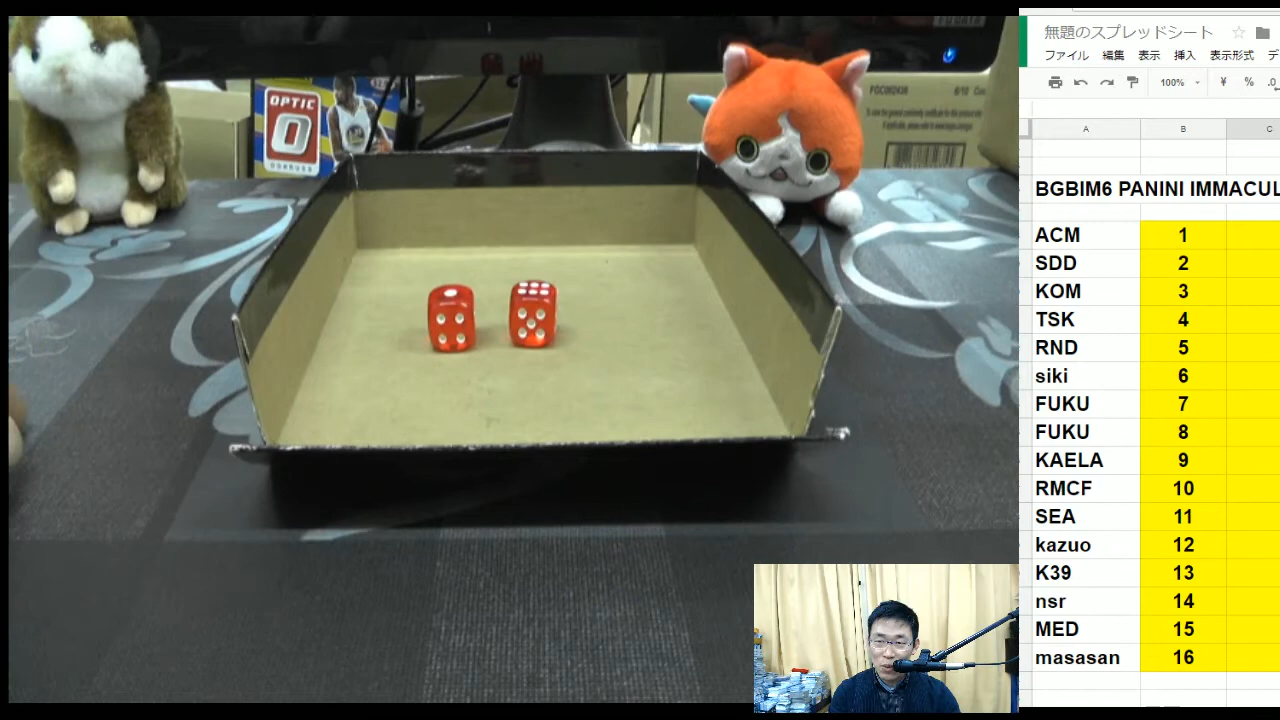 OPTIC
O
DONRUSS
無題のスプレッドシート
ファイル 編集 表示 挿入 表示形式 デ
100% ¥ % .0
A B C
BGBIM6 PANINI IMMACUL
ACM 1
SDD 2
KOM 3
TSK 4
RND 5
siki 6
FUKU 7
FUKU 8
KAELA 9
RMCF 10
SEA 11
kazuo 12
K39 13
nsr 14
MED 15
masasan 16